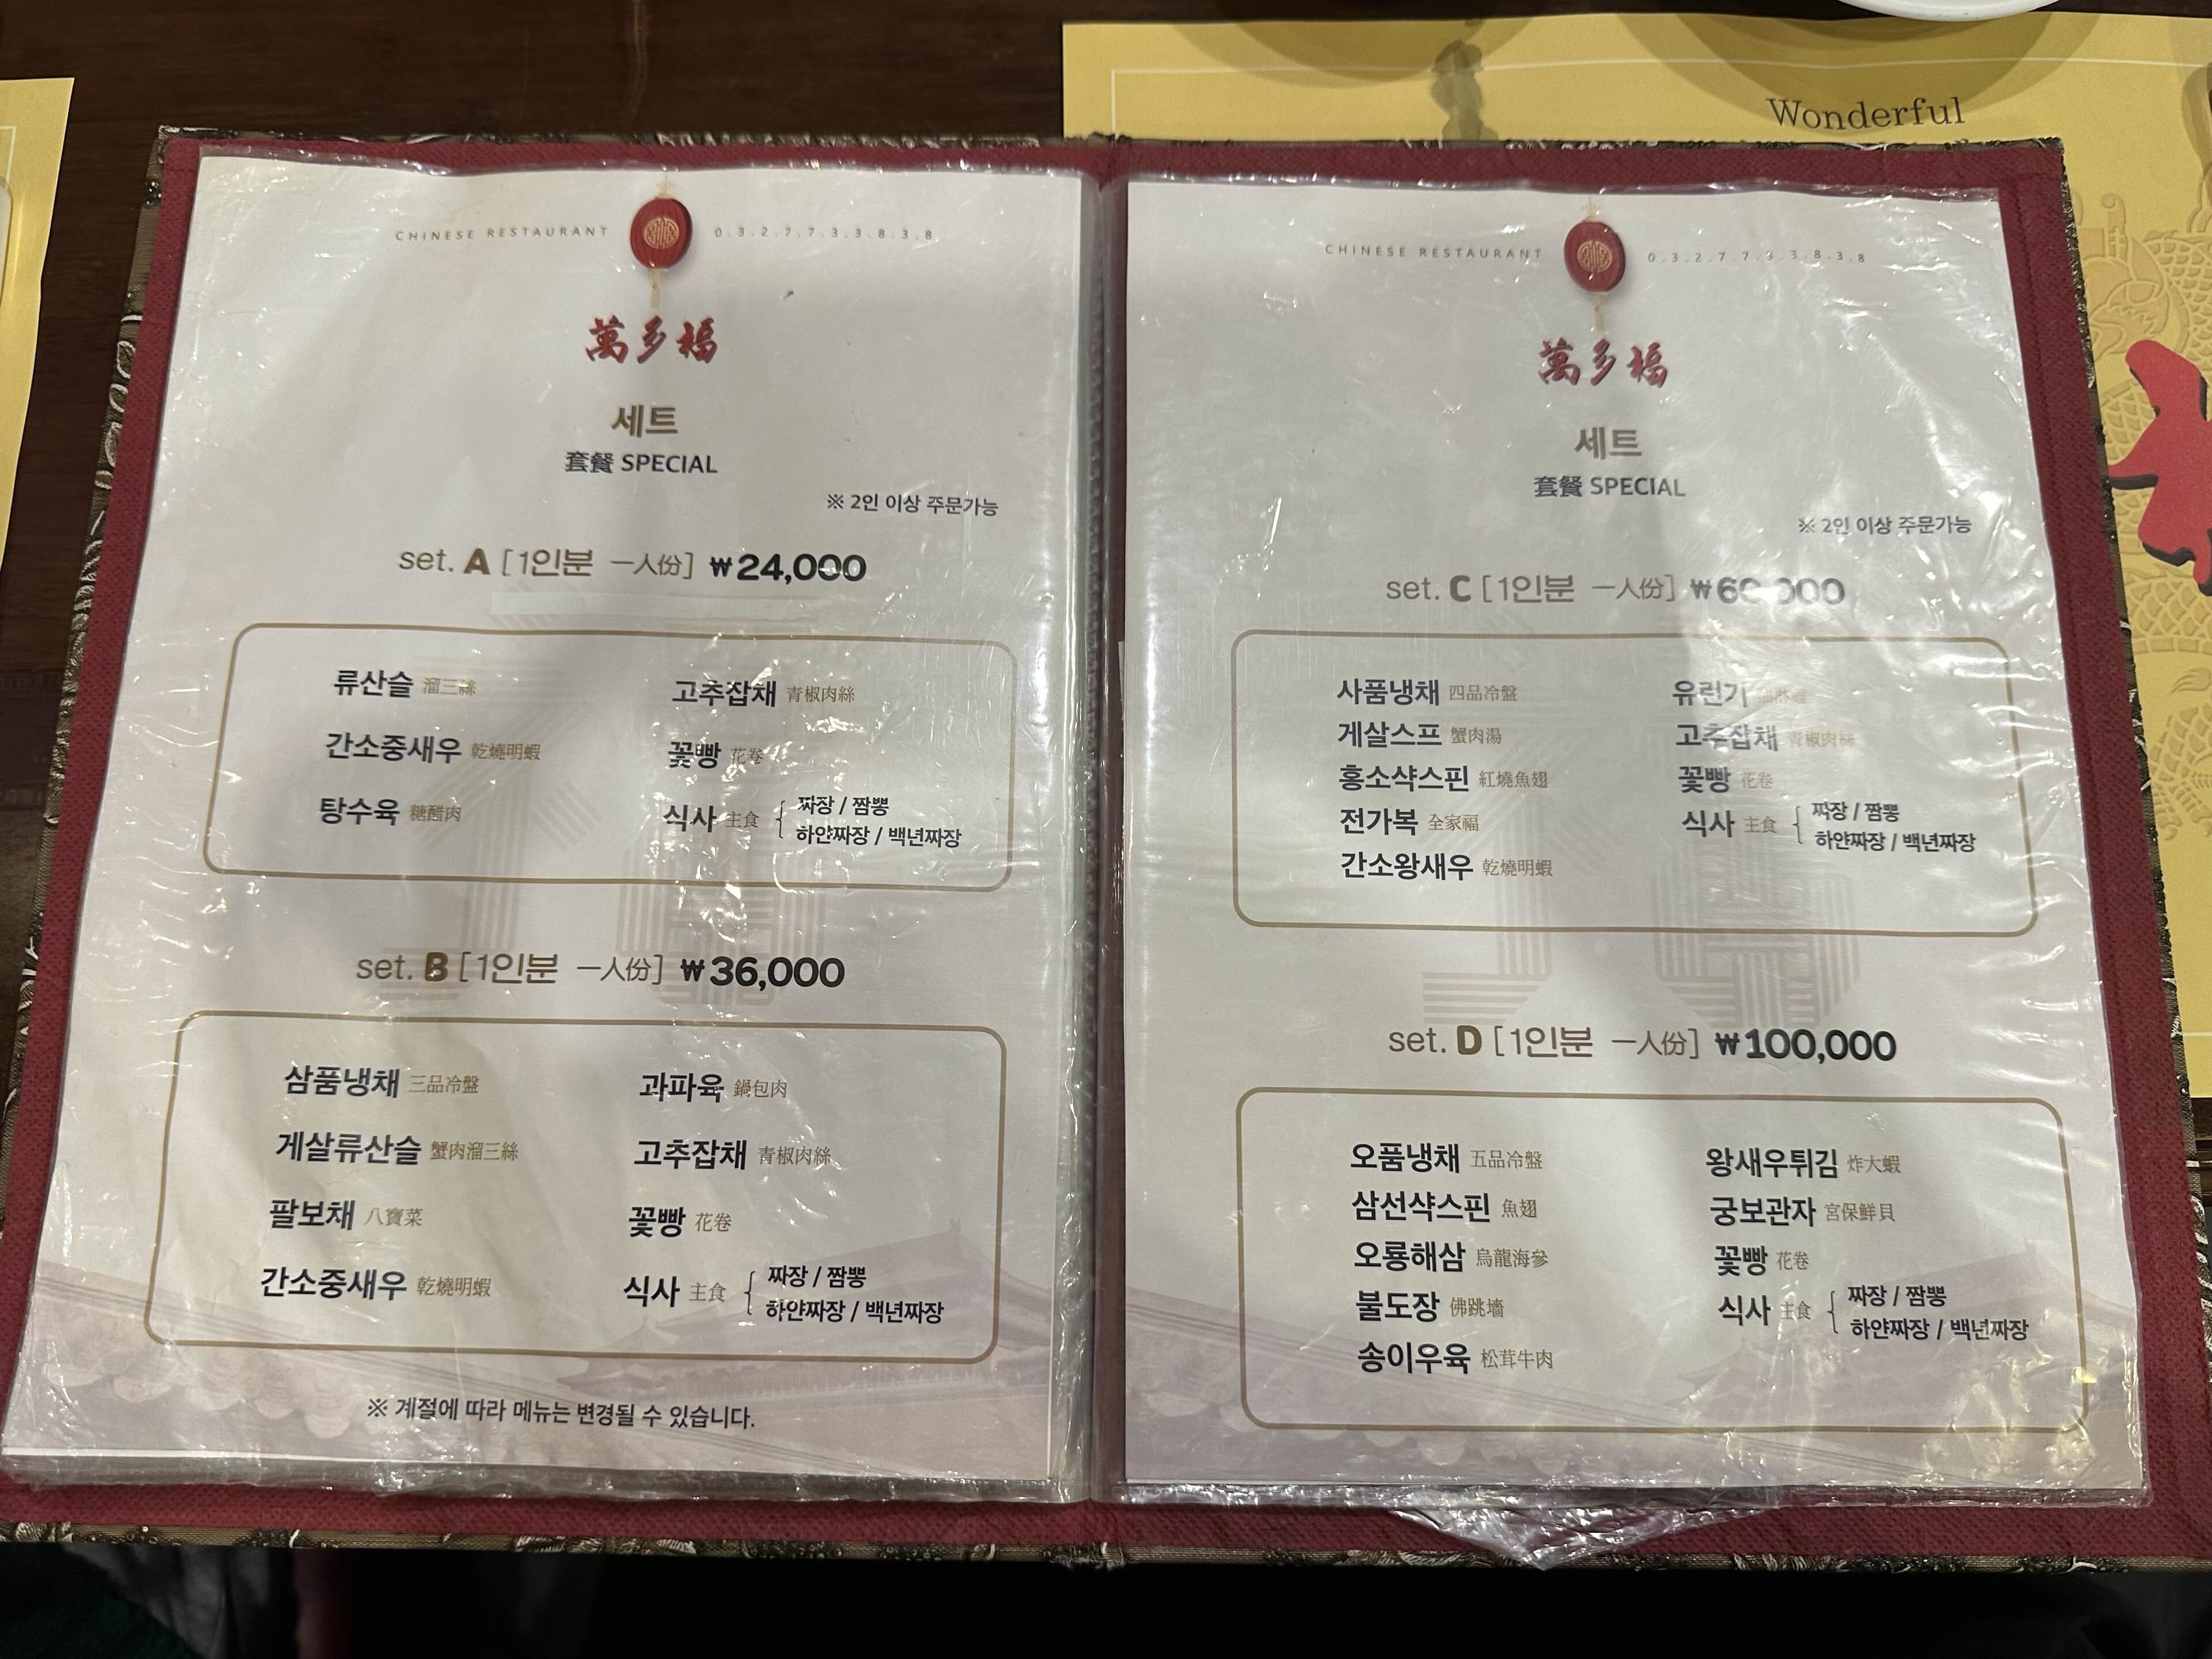 Wonderful
CHINESE RESTAURANT 0.3.2.7.7.3.3.8.3.8
萬多福
세트
套餐 SPECIAL
※ 2인 이상 주문가능
set. A [1인분 一人份] ₩24,000
류산슬 溜三絲
간소중새우 乾燒明蝦
탕수육 糖醋肉
고추잡채 青椒肉絲
꽃빵 花卷
식사 主食 짜장 / 짬뽕
하얀짜장 / 백년짜장
set. B [1인분 一人份] ₩36,000
삼품냉채 三品冷盤
게살류산슬 蟹肉溜三絲
팔보채 八寶菜
간소중새우 乾燒明蝦
과파육 鍋包肉
고추잡채 青椒肉絲
꽃빵 花卷
식사 主食 짜장 / 짬뽕
하얀짜장 / 백년짜장
※ 계절에 따라 메뉴는 변경될 수 있습니다.
CHINESE RESTAURANT 0.3.2.7.7.3.3.8.3.8
萬多福
세트
套餐 SPECIAL
※ 2인 이상 주문가능
set. C [1인분 一人份]
사품냉채 四品冷盤
게살스프 蟹肉湯
홍소샥스핀 紅燒魚翅
전가복 全家福
간소왕새우 乾燒明蝦
유린기
고추잡채 青椒肉絲
꽃빵 花卷
식사 主食 짜장 / 짬뽕
하얀짜장 / 백년짜장
set. D [1인분 一人份] ₩100,000
오품냉채 五品冷盤
삼선샥스핀 魚翅
오룡해삼 烏龍海參
불도장 佛跳墻
송이우육 松茸牛肉
왕새우튀김 炸大蝦
궁보관자 宮保鮮貝
꽃빵 花卷
식사 主食 짜장 / 짬뽕
하얀짜장 / 백년짜장